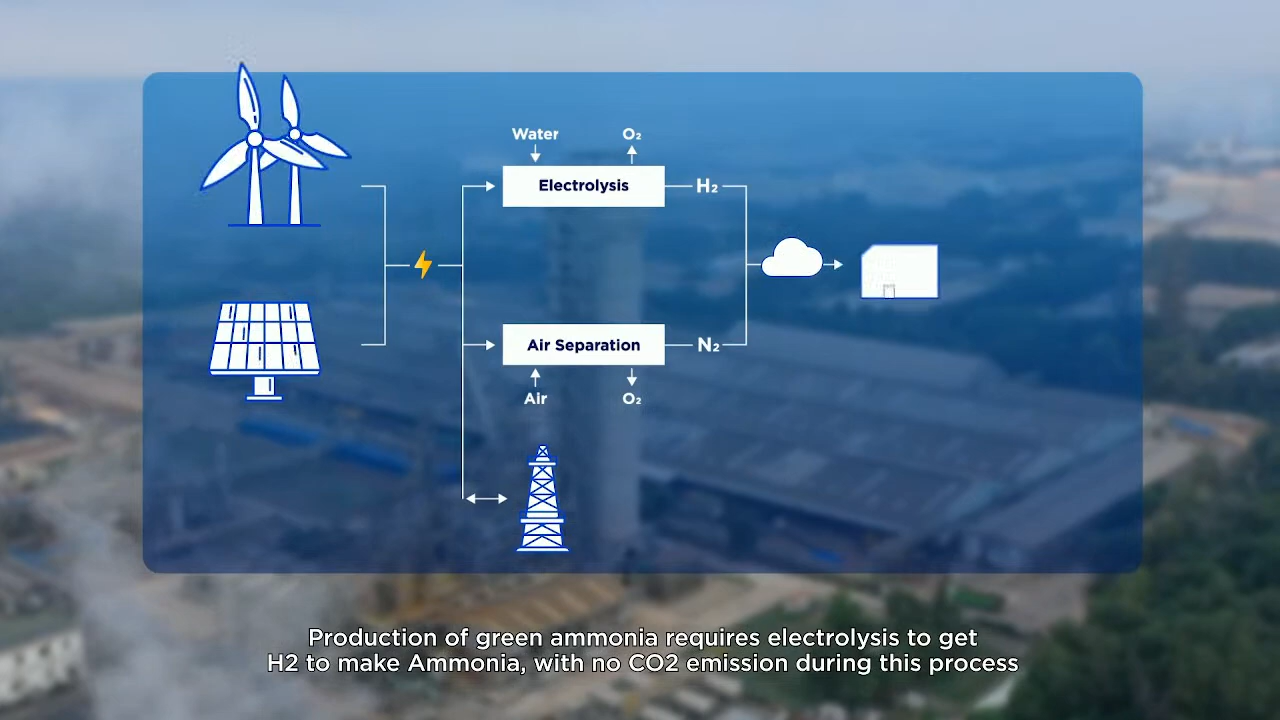 Water
O₂
Electrolysis
H₂
Air Separation
N₂
Air
O₂
Production of green ammonia requires electrolysis to get
H2 to make Ammonia, with no CO2 emission during this process